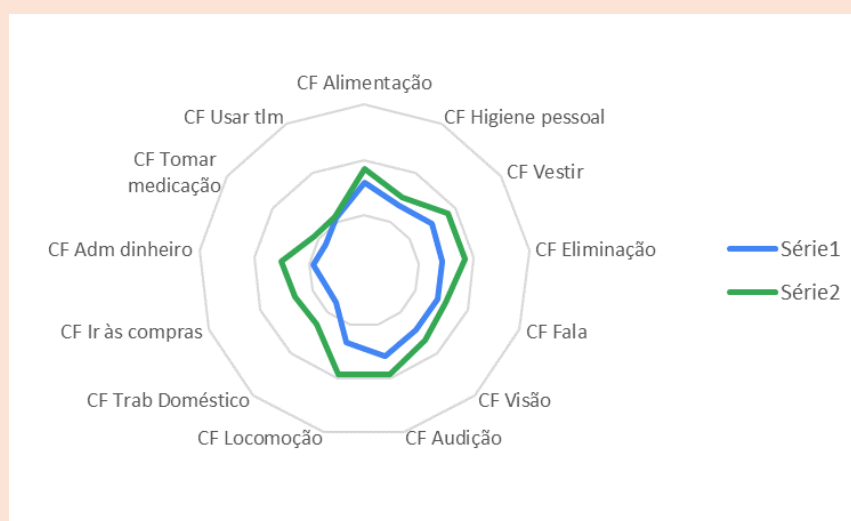 CF Alimentação
CF Usar tlm
CF Higiene pessoal
CF Tomar
medicação
CF Vestir
CF Adm dinheiro
CF Eliminação
Série1
Série2
CF Ir às compras
CF Fala
CF Trab Doméstico
CF Visão
CF Locomoção
CF Audição